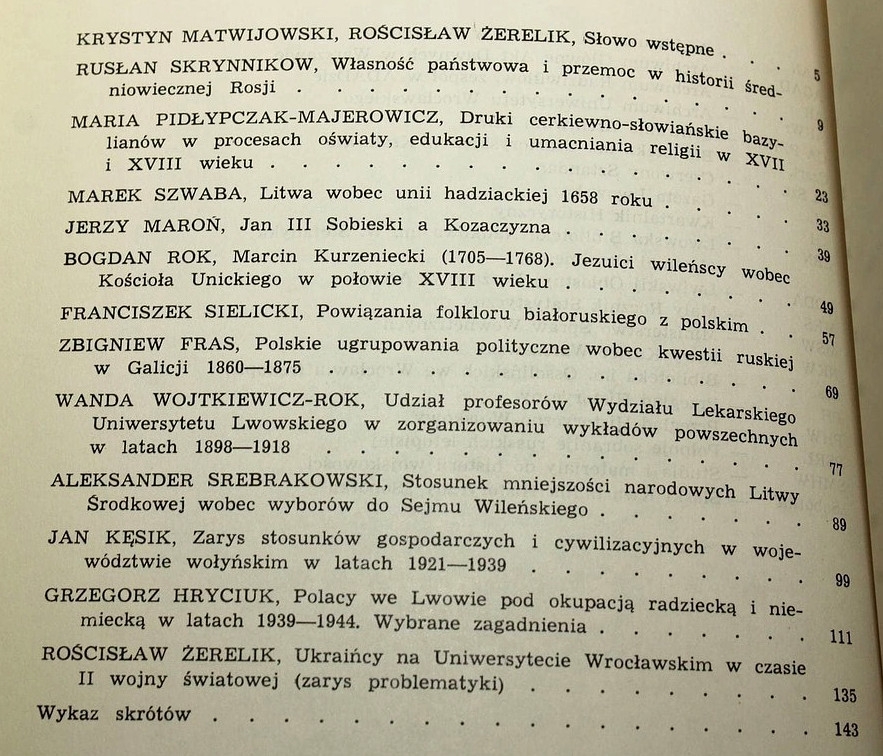 KRYSTYN MATWIJOWSKI, ROŚCISŁAW ŻERELIK, Słowo wstępne . . . 5
RUSŁAN SKRYNNIKOW, Własność państwowa i przemoc w historii śred-
niowiecznej Rosji . . . . . . . . . . . . . 9
MARIA PIDŁYPCZAK-MAJEROWICZ, Druki cerkiewno-słowiańskie bazy-
lianów w procesach oświaty, edukacji i umacniania religii w XVII
i XVIII wieku . . . . . . . . . . . . . . 23
MAREK SZWABA, Litwa wobec unii hadziackiej 1658 roku . . . . . 33
JERZY MAROŃ, Jan III Sobieski a Kozaczyzna . . . . . . . 39
BOGDAN ROK, Marcin Kurzeniecki (1705—1768). Jezuici wileńscy wobec
Kościoła Unickiego w połowie XVIII wieku . . . . . . . 49
FRANCISZEK SIELICKI, Powiązania folkloru białoruskiego z polskim . . 57
ZBIGNIEW FRAS, Polskie ugrupowania polityczne wobec kwestii ruskiej
w Galicji 1860—1875 . . . . . . . . . . . . 69
WANDA WOJTKIEWICZ-ROK, Udział profesorów Wydziału Lekarskiego
Uniwersytetu Lwowskiego w zorganizowaniu wykładów powszechnych
w latach 1898—1918 . . . . . . . . . . . . . 77
ALEKSANDER SREBRAKOWSKI, Stosunek mniejszości narodowych Litwy
Środkowej wobec wyborów do Sejmu Wileńskiego . . . . . . 89
JAN KĘSIK, Zarys stosunków gospodarczych i cywilizacyjnych w woje-
wództwie wołyńskim w latach 1921—1939 . . . . . . . . 99
GRZEGORZ HRYCIUK, Polacy we Lwowie pod okupacją radziecką i nie-
miecką w latach 1939—1944. Wybrane zagadnienia . . . . . . 111
ROŚCISŁAW ŻERELIK, Ukraińcy na Uniwersytecie Wrocławskim w czasie
II wojny światowej (zarys problematyki) . . . . . . . . 135
Wykaz skrótów . . . . . . . . . . . . . . . . 143